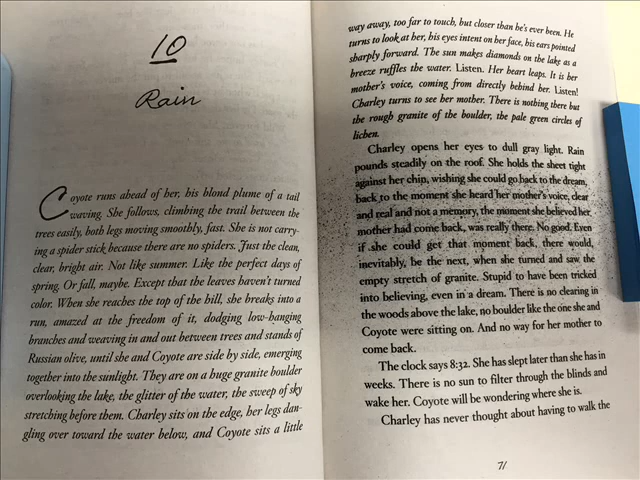 10
Rain
Coyote runs ahead of her, his blond plume of a tail
waving. She follows, climbing the trail between the
trees easily, both legs moving smoothly, fast. She is not carry-
ing a spider stick because there are no spiders. Just the clean,
clear, bright air. Not like summer. Like the perfect days of
spring. Or fall, maybe. Except that the leaves haven't turned
color. When she reaches the top of the hill, she breaks into a
run, amazed at the freedom of it, dodging low-hanging
branches and weaving in and out between trees and stands of
Russian olive, until she and Coyote are side by side, emerging
together into the sunlight. They are on a huge granite boulder
overlooking the lake, the glitter of the water, the sweep of sky
stretching before them. Charley sits on the edge, her legs dan-
gling over toward the water below, and Coyote sits a little
way away, too far to touch, but closer than he's ever been. He
turns to look at her, his eyes intent on her face, his ears pointed
sharply forward. The sun makes diamonds on the lake as a
breeze ruffles the water. Listen. Her heart leaps. It is her
mother's voice, coming from directly behind her. Listen!
Charley turns to see her mother. There is nothing there but
the rough granite of the boulder, the pale green circles of
lichen.
Charley opens her eyes to dull gray light. Rain
pounds steadily on the roof. She holds the sheet tight
against her chip, wishing she could go back to the dream,
back to the moment she heard her mother's voice, clear
and real and not a memory, the moment she believed her
mother had come back, was really there. No good. Even
if she could get that moment back, there would,
inevitably, be the next, when she turned and saw the
empty stretch of granite. Stupid to have been tricked
into believing, even in a dream. There is no clearing in
the woods above the lake, no boulder like the one she and
Coyote were sitting on. And no way for her mother to
come back.
The clock says 8:32. She has slept later than she has in
weeks. There is no sun to filter through the blinds and
wake her. Coyote will be wondering where she is.
Charley has never thought about having to walk the
71